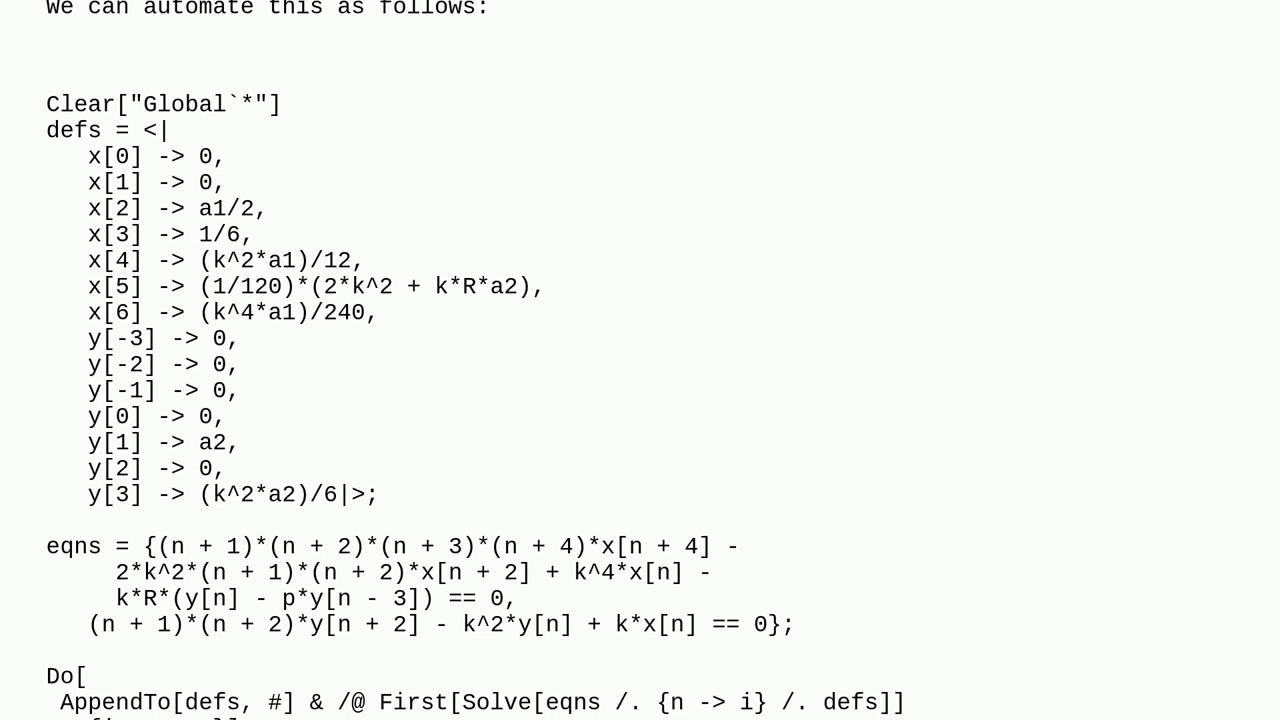 We can automate this as follows:
Clear["Global`*"]
defs = <|
x[0] -> 0,
x[1] -> 0,
x[2] -> a1/2,
x[3] -> 1/6,
x[4] -> (k^2*a1)/12,
x[5] -> (1/120)*(2*k^2 + k*R*a2),
x[6] -> (k^4*a1)/240,
y[-3] -> 0,
y[-2] -> 0,
y[-1] -> 0,
y[0] -> 0,
y[1] -> a2,
y[2] -> 0,
y[3] -> (k^2*a2)/6|>;
eqns = {(n + 1)*(n + 2)*(n + 3)*(n + 4)*x[n + 4] -
2*k^2*(n + 1)*(n + 2)*x[n + 2] + k^4*x[n] -
k*R*(y[n] - p*y[n - 3]) == 0,
(n + 1)*(n + 2)*y[n + 2] - k^2*y[n] + k*x[n] == 0};
Do[
AppendTo[defs, #] & /@ First[Solve[eqns /. {n -> i} /. defs]]